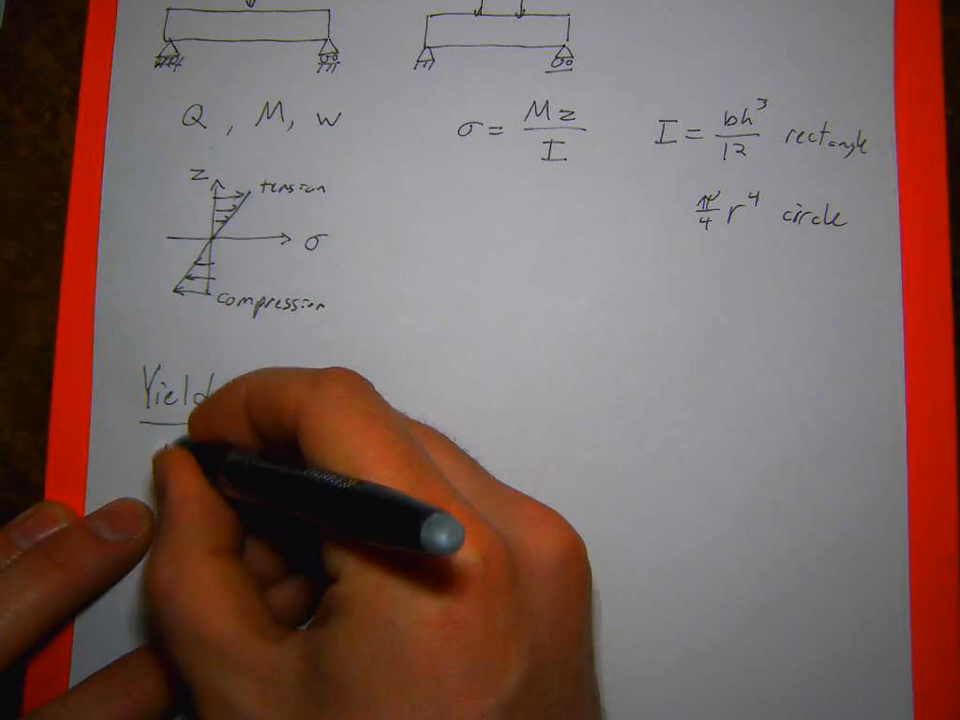 Q, M, w
σ = Mz/I
I = bh³/12 rectangle
π/4 r⁴ circle
z
tension
σ
compression
Yield